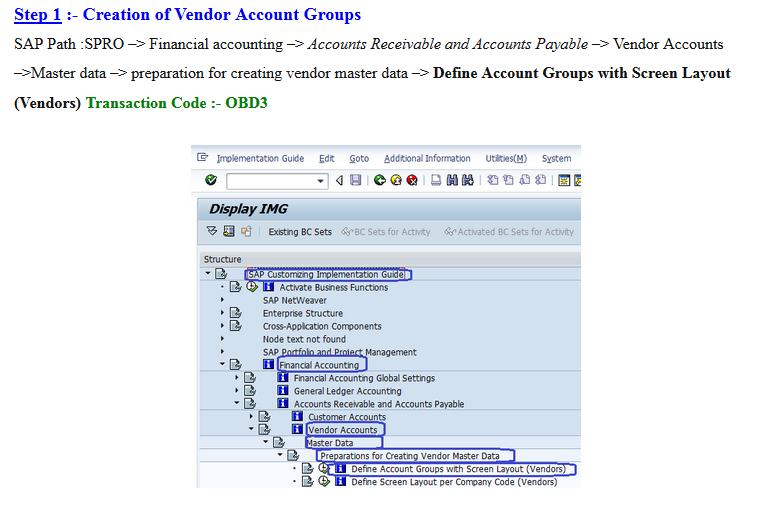 Step 1 :- Creation of Vendor Account Groups
SAP Path :SPRO –> Financial accounting –> Accounts Receivable and Accounts Payable –> Vendor Accounts
–>Master data –> preparation for creating vendor master data –> Define Account Groups with Screen Layout
(Vendors) Transaction Code :- OBD3
Implementation Guide Edit Goto Additional Information Utilities(M) System
Display IMG
Existing BC Sets BC Sets for Activity Activated BC Sets for Activity
Structure
SAP Customizing Implementation Guide
Activate Business Functions
SAP NetWeaver
Enterprise Structure
Cross-Application Components
Node text not found
SAP Portfolio and Project Management
Financial Accounting
Financial Accounting Global Settings
General Ledger Accounting
Accounts Receivable and Accounts Payable
Customer Accounts
Vendor Accounts
Master Data
Preparations for Creating Vendor Master Data
Define Account Groups with Screen Layout (Vendors)
Define Screen Layout per Company Code (Vendors)